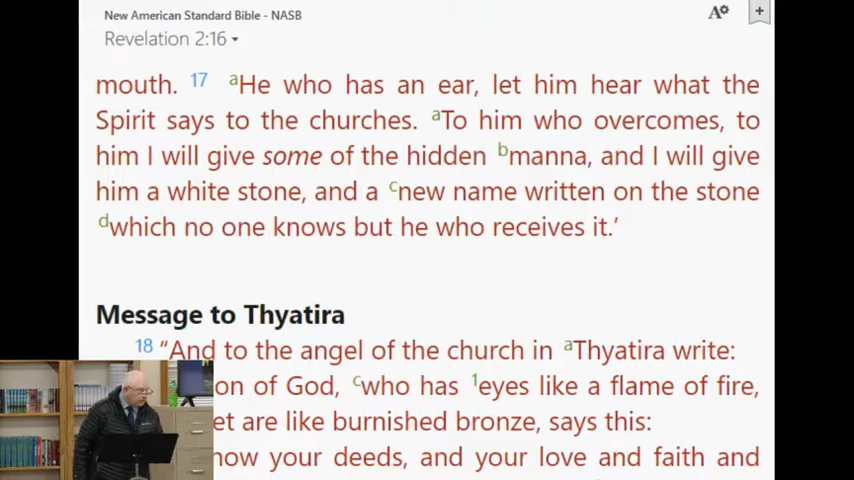 New American Standard Bible - NASB
Revelation 2:16
mouth. 17 aHe who has an ear, let him hear what the
Spirit says to the churches. aTo him who overcomes, to
him I will give some of the hidden bmanna, and I will give
him a white stone, and a cnew name written on the stone
dwhich no one knows but he who receives it.’
Message to Thyatira
18 “And to the angel of the church in aThyatira write:
of God, cwho has 1eyes like a flame of fire,
are like burnished bronze, says this:
your deeds, and your love and faith and